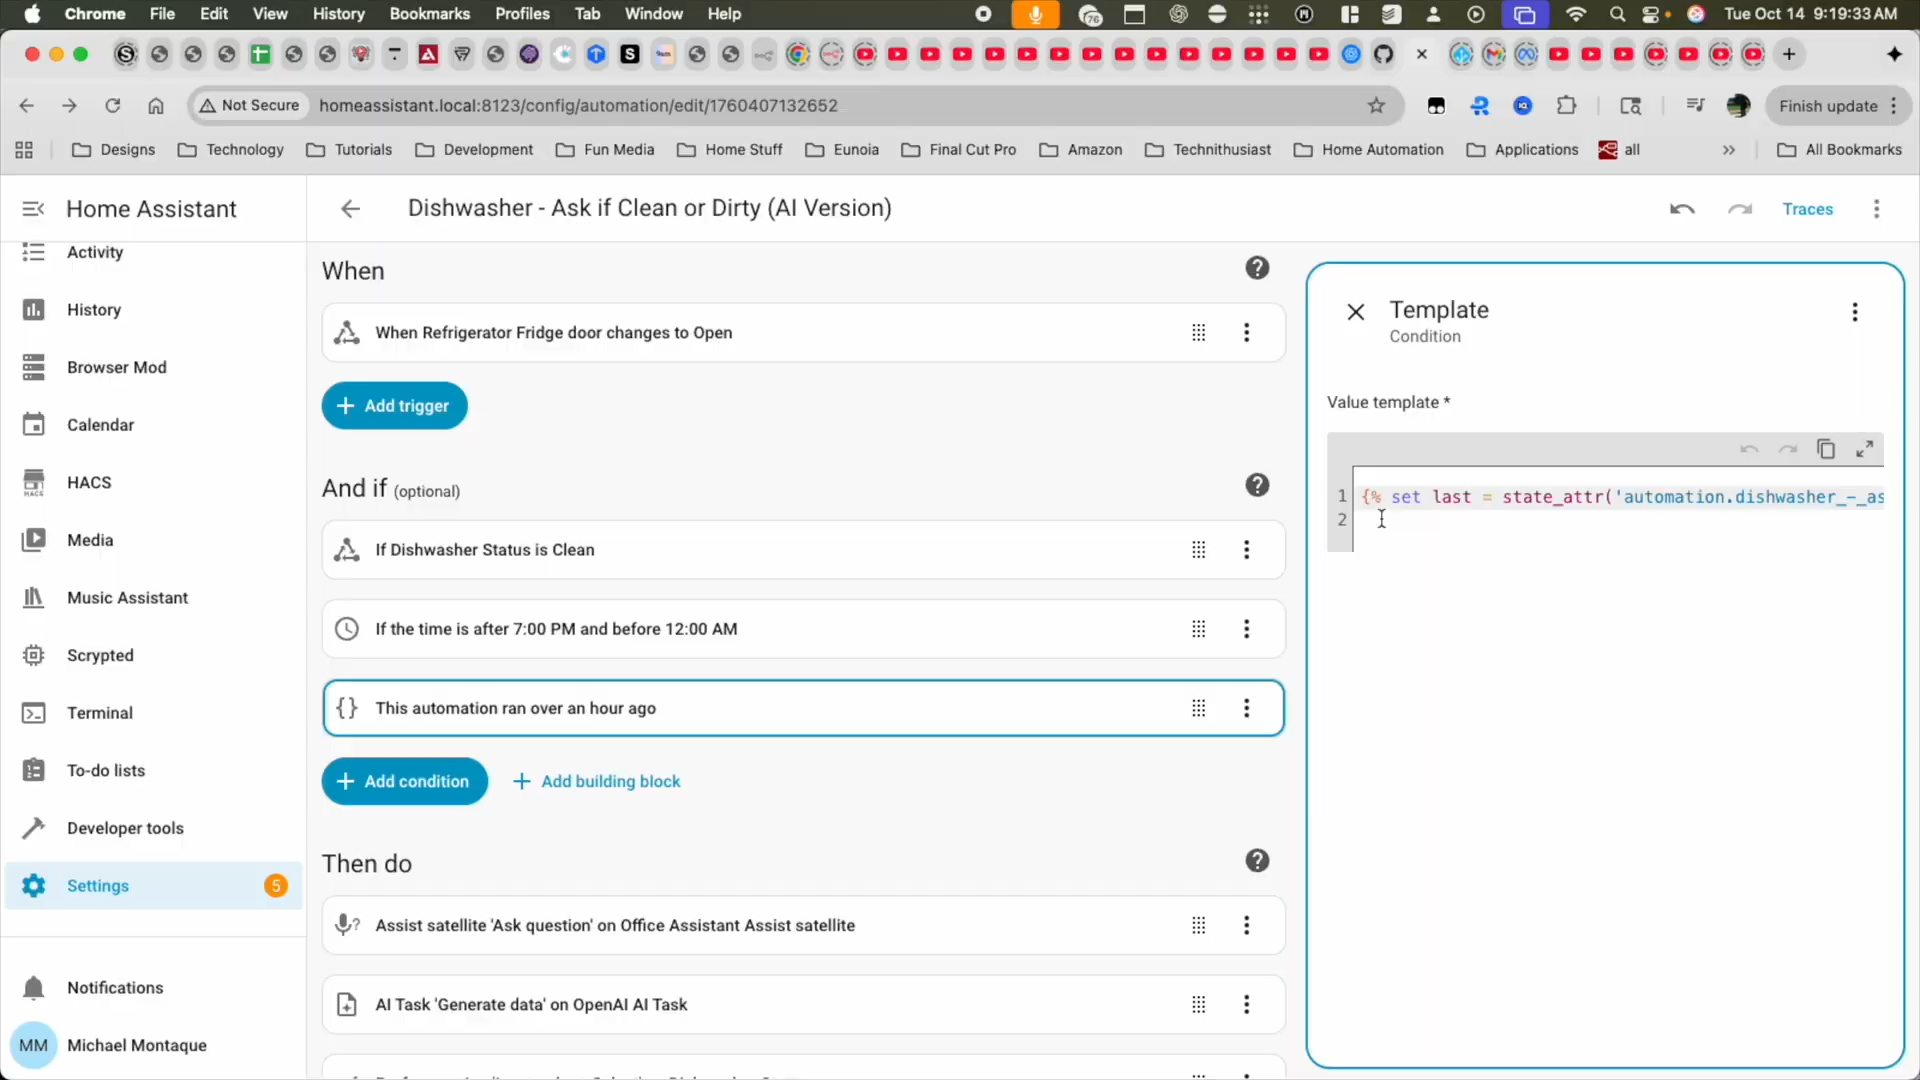 Chrome File Edit View History Bookmarks Profiles Tab Window Help 76 Tue Oct 14 9:19:33 AM
Not Secure homeassistant.local:8123/config/automation/edit/1760407132652 Finish update
Designs Technology Tutorials Development Fun Media Home Stuff Eunoia Final Cut Pro Amazon Technithusiast Home Automation Applications all >> All Bookmarks
Home Assistant
Activity
History
Browser Mod
Calendar
HACS
Media
Music Assistant
Scrypted
Terminal
To-do lists
Developer tools
Settings 5
Notifications
MM Michael Montaque
Dishwasher - Ask if Clean or Dirty (AI Version)
Traces
When
When Refrigerator Fridge door changes to Open
+ Add trigger
And if (optional)
If Dishwasher Status is Clean
If the time is after 7:00 PM and before 12:00 AM
{} This automation ran over an hour ago
+ Add condition + Add building block
Then do
Assist satellite 'Ask question' on Office Assistant Assist satellite
AI Task 'Generate data' on OpenAI AI Task
Template
Condition
Value template *
1 {% set last = state_attr('automation.dishwasher_-_as
2